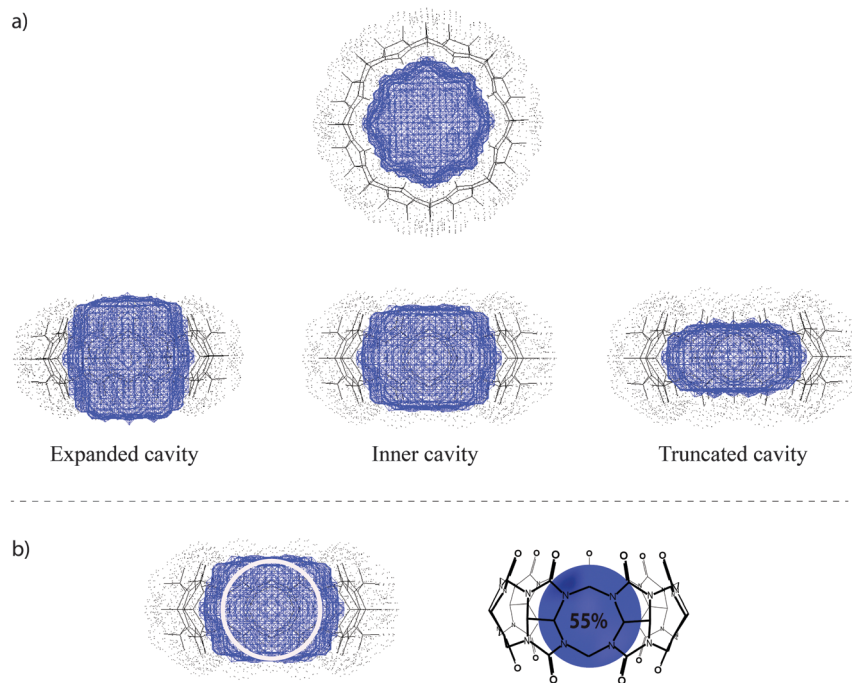 a)
Expanded cavity
Inner cavity
Truncated cavity
b)
O O O O O
N N N N
N N
55%
N N N N
N N
O O
O O O O